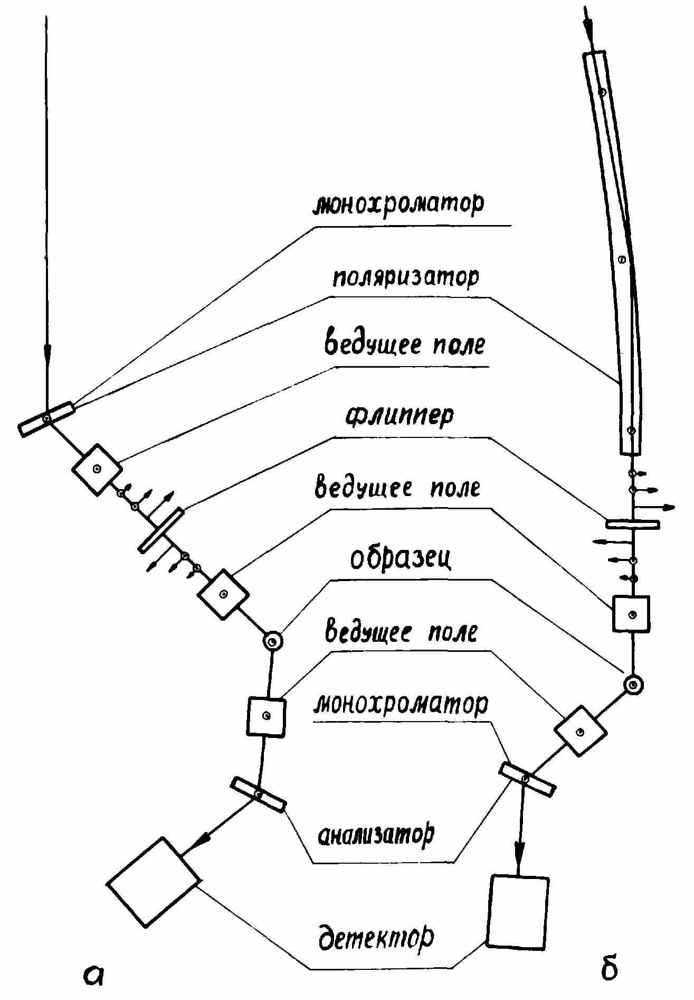 монохроматор
поляризатор
ведущее поле
флиппер
ведущее поле
образец
ведущее поле
монохроматор
анализатор
детектор
а
б